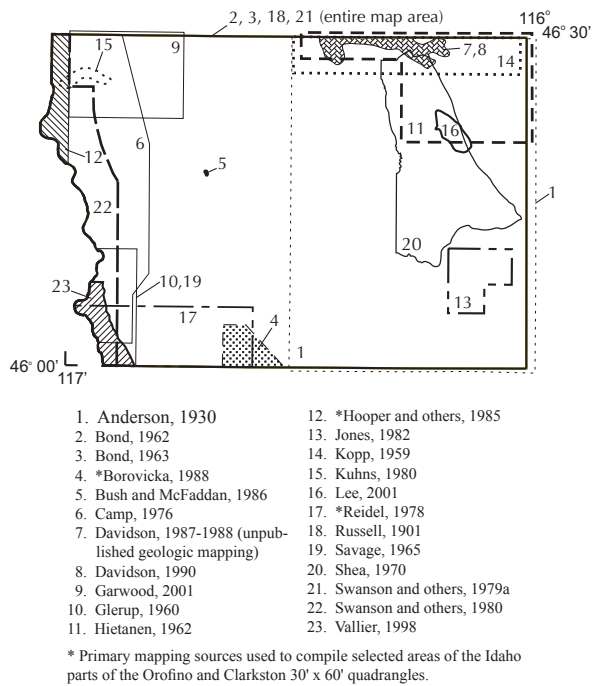 2, 3, 18, 21 (entire map area)
116°
46° 30'
15
9
7,8
14
11
16
6
12
5
1
22
20
23
10,19
13
17
4
1
46° 00'
117'
1. Anderson, 1930
2. Bond, 1962
3. Bond, 1963
4. *Borovicka, 1988
5. Bush and McFaddan, 1986
6. Camp, 1976
7. Davidson, 1987-1988 (unpub-
lished geologic mapping)
8. Davidson, 1990
9. Garwood, 2001
10. Glerup, 1960
11. Hietanen, 1962
12. *Hooper and others, 1985
13. Jones, 1982
14. Kopp, 1959
15. Kuhns, 1980
16. Lee, 2001
17. *Reidel, 1978
18. Russell, 1901
19. Savage, 1965
20. Shea, 1970
21. Swanson and others, 1979a
22. Swanson and others, 1980
23. Vallier, 1998
* Primary mapping sources used to compile selected areas of the Idaho
parts of the Orofino and Clarkston 30' x 60' quadrangles.